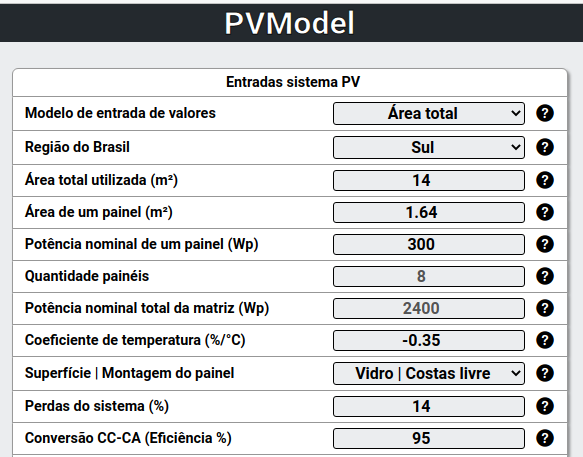 PVModel
Entradas sistema PV
Modelo de entrada de valores Área total ?
Região do Brasil Sul ?
Área total utilizada (m²) 14 ?
Área de um painel (m²) 1.64 ?
Potência nominal de um painel (Wp) 300 ?
Quantidade painéis 8 ?
Potência nominal total da matriz (Wp) 2400 ?
Coeficiente de temperatura (%/°C) -0.35 ?
Superfície | Montagem do painel Vidro | Costas livre ?
Perdas do sistema (%) 14 ?
Conversão CC-CA (Eficiência %) 95 ?